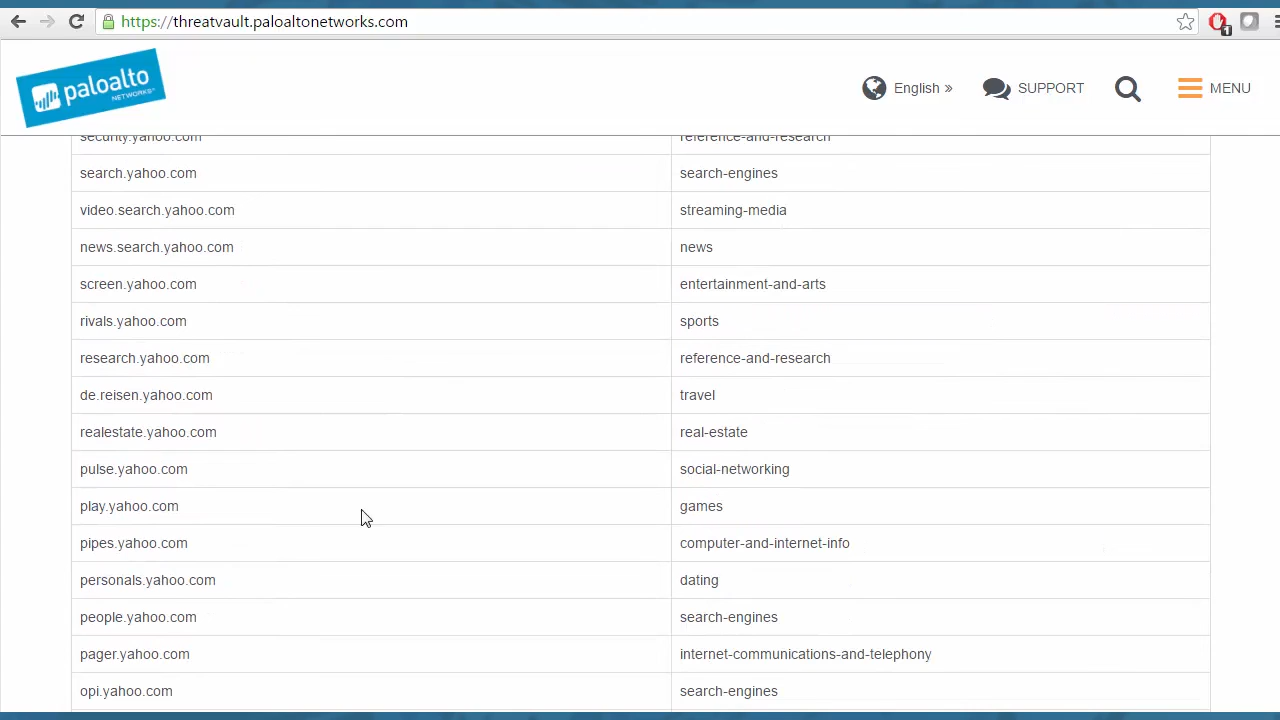 https://threatvault.paloaltonetworks.com
1
paloalto
NETWORKS
English »
SUPPORT
MENU
security.yahoo.com reference-and-research
search.yahoo.com search-engines
video.search.yahoo.com streaming-media
news.search.yahoo.com news
screen.yahoo.com entertainment-and-arts
rivals.yahoo.com sports
research.yahoo.com reference-and-research
de.reisen.yahoo.com travel
realestate.yahoo.com real-estate
pulse.yahoo.com social-networking
play.yahoo.com games
pipes.yahoo.com computer-and-internet-info
personals.yahoo.com dating
people.yahoo.com search-engines
pager.yahoo.com internet-communications-and-telephony
opi.yahoo.com search-engines